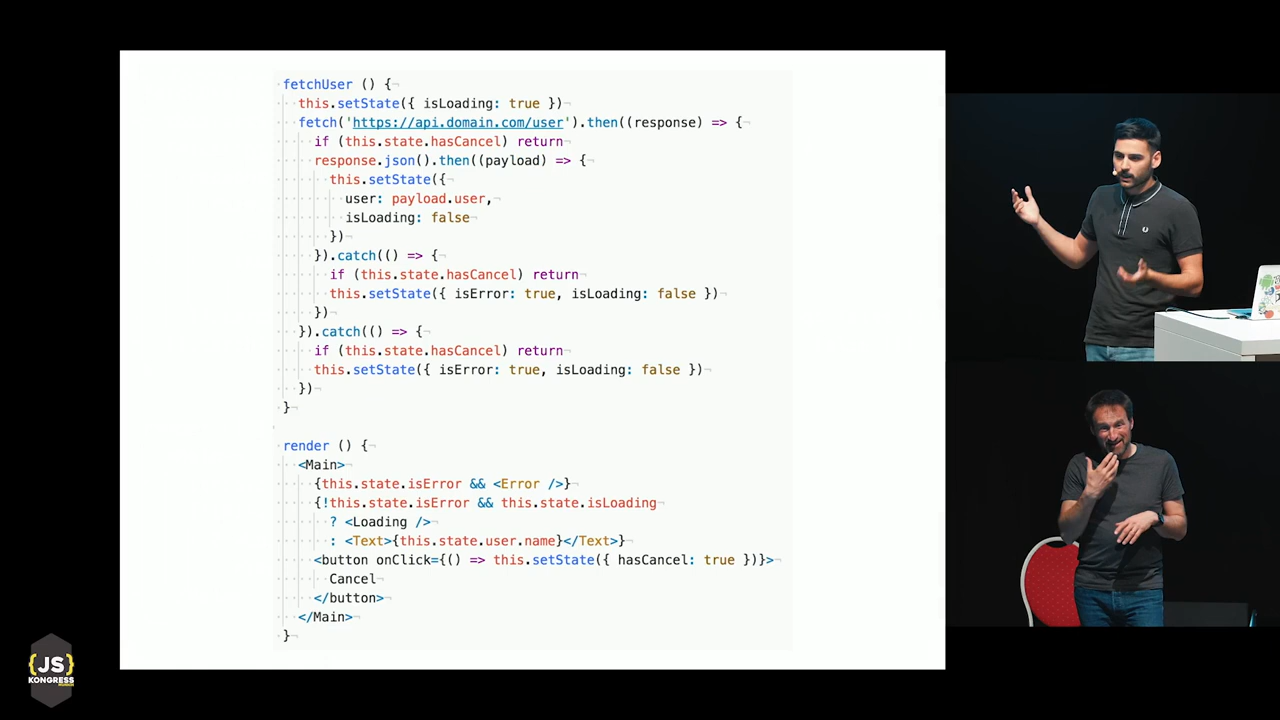 fetchUser () {
this.setState({ isLoading: true })
fetch('https://api.domain.com/user').then((response) => {
if (this.state.hasCancel) return
response.json().then((payload) => {
this.setState({
user: payload.user,
isLoading: false
})
}).catch(() => {
if (this.state.hasCancel) return
this.setState({ isError: true, isLoading: false })
})
}).catch(() => {
if (this.state.hasCancel) return
this.setState({ isError: true, isLoading: false })
})
}
render () {
<Main>
{this.state.isError && <Error />}
{!this.state.isError && this.state.isLoading
? <Loading />
: <Text>{this.state.user.name}</Text>}
<button onClick={() => this.setState({ hasCancel: true })}>
Cancel
</button>
</Main>
}
{JS}
KONGRESS